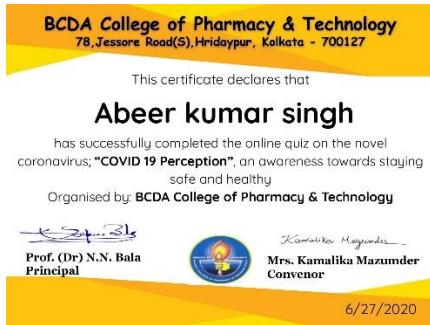 BCDA College of Pharmacy & Technology
78,Jessore Road(S),Hridaypur, Kolkata - 700127
This certificate declares that
Abeer kumar singh
has successfully completed the online quiz on the novel
coronavirus; "COVID 19 Perception", an awareness towards staying
safe and healthy
Organised by: BCDA College of Pharmacy & Technology
Prof. (Dr) N.N. Bala
Principal
Kamalika Mazumder
Mrs. Kamalika Mazumder
Convenor
6/27/2020